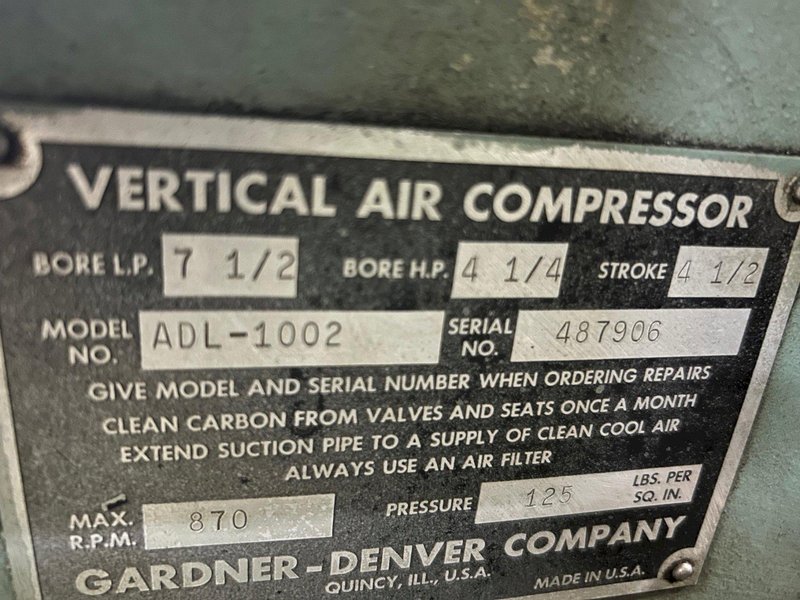 VERTICAL AIR COMPRESSOR
BORE L.P. 7 1/2 BORE H.P. 4 1/4 STROKE 4 1/2
MODEL NO. ADL-1002 SERIAL NO. 487906
GIVE MODEL AND SERIAL NUMBER WHEN ORDERING REPAIRS
CLEAN CARBON FROM VALVES AND SEATS ONCE A MONTH
EXTEND SUCTION PIPE TO A SUPPLY OF CLEAN COOL AIR
ALWAYS USE AN AIR FILTER
MAX. R.P.M. 870 PRESSURE 125 LBS. PER SQ. IN.
GARDNER-DENVER COMPANY
QUINCY, ILL., U.S.A. MADE IN U.S.A.